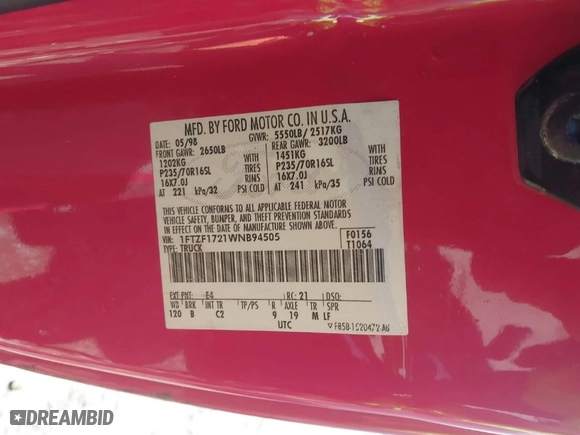 MFD. BY FORD MOTOR CO. IN U.S.A.
DATE: 05/98 GVWR: 5550LB/ 2517KG
FRONT GAWR: 2650LB REAR GAWR: 3200LB
1202KG WITH 1451KG WITH
P235/70R16SL TIRES P235/70R16SL TIRES
16X7.0J RIMS 16X7.0J RIMS
AT 221 kPa/32 PSI COLD AT 241 kPa/35 PSI COLD
THIS VEHICLE CONFORMS TO ALL APPLICABLE FEDERAL MOTOR
VEHICLE SAFETY, BUMPER, AND THEFT PREVENTION STANDARDS
IN EFFECT ON THE DATE OF MANUFACTURE SHOWN ABOVE.
VIN: 1FTZF1721WNB94505 F0156
TYPE: TRUCK T1064
EXT PNT: E4 RC: 21 DSO:
WB BRK INT TR TP/PS R AXLE TR SPR
120 B C2 9 19 M LF
UTC F85B-1520472-AB
DREAMBID